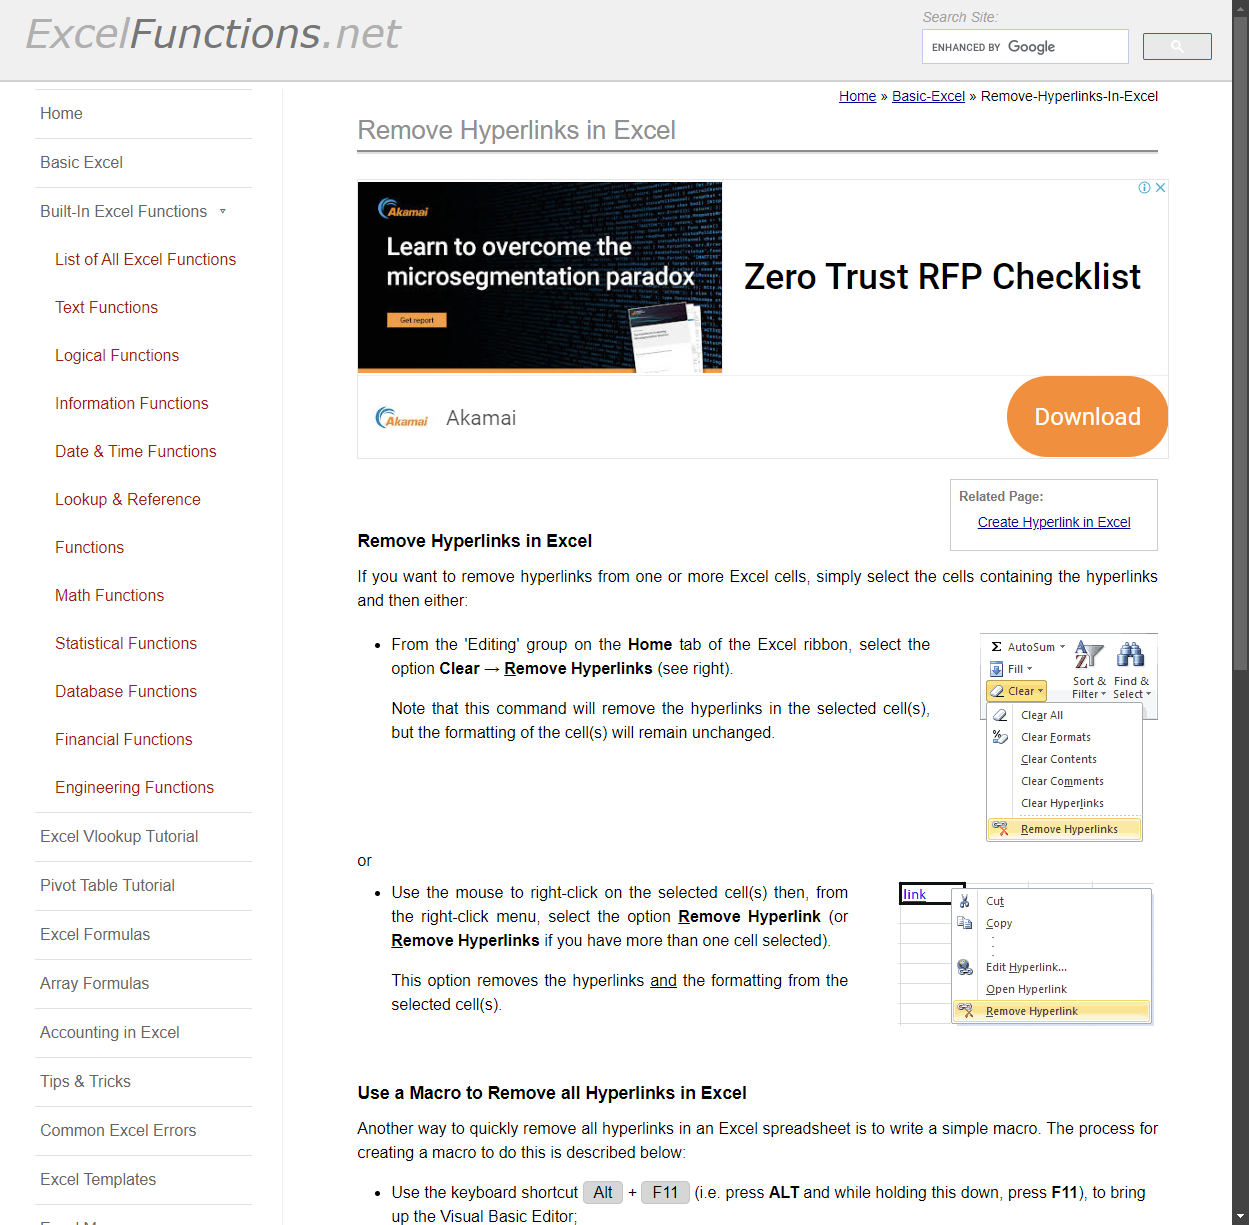 ExcelFunctions.net
Search Site:
ENHANCED BY Google
Home
Basic Excel
Built-In Excel Functions
List of All Excel Functions
Text Functions
Logical Functions
Information Functions
Date & Time Functions
Lookup & Reference
Functions
Math Functions
Statistical Functions
Database Functions
Financial Functions
Engineering Functions
Excel Vlookup Tutorial
Pivot Table Tutorial
Excel Formulas
Array Formulas
Accounting in Excel
Tips & Tricks
Common Excel Errors
Excel Templates
Home » Basic-Excel » Remove-Hyperlinks-In-Excel
Remove Hyperlinks in Excel
Akamai
Learn to overcome the
microsegmentation paradox
Get report
Zero Trust RFP Checklist
Akamai
Akamai
Download
Related Page:
Create Hyperlink in Excel
Remove Hyperlinks in Excel
If you want to remove hyperlinks from one or more Excel cells, simply select the cells containing the hyperlinks
and then either:
• From the 'Editing' group on the Home tab of the Excel ribbon, select the
option Clear → Remove Hyperlinks (see right).
Note that this command will remove the hyperlinks in the selected cell(s),
but the formatting of the cell(s) will remain unchanged.
Σ AutoSum
Fill
Clear
Sort &
Filter
Find &
Select
Clear All
Clear Formats
Clear Contents
Clear Comments
Clear Hyperlinks
Remove Hyperlinks
or
• Use the mouse to right-click on the selected cell(s) then, from
the right-click menu, select the option Remove Hyperlink (or
Remove Hyperlinks if you have more than one cell selected).
This option removes the hyperlinks and the formatting from the
selected cell(s).
link
Cut
Copy
Edit Hyperlink...
Open Hyperlink
Remove Hyperlink
Use a Macro to Remove all Hyperlinks in Excel
Another way to quickly remove all hyperlinks in an Excel spreadsheet is to write a simple macro. The process for
creating a macro to do this is described below:
• Use the keyboard shortcut Alt + F11 (i.e. press ALT and while holding this down, press F11), to bring
up the Visual Basic Editor;